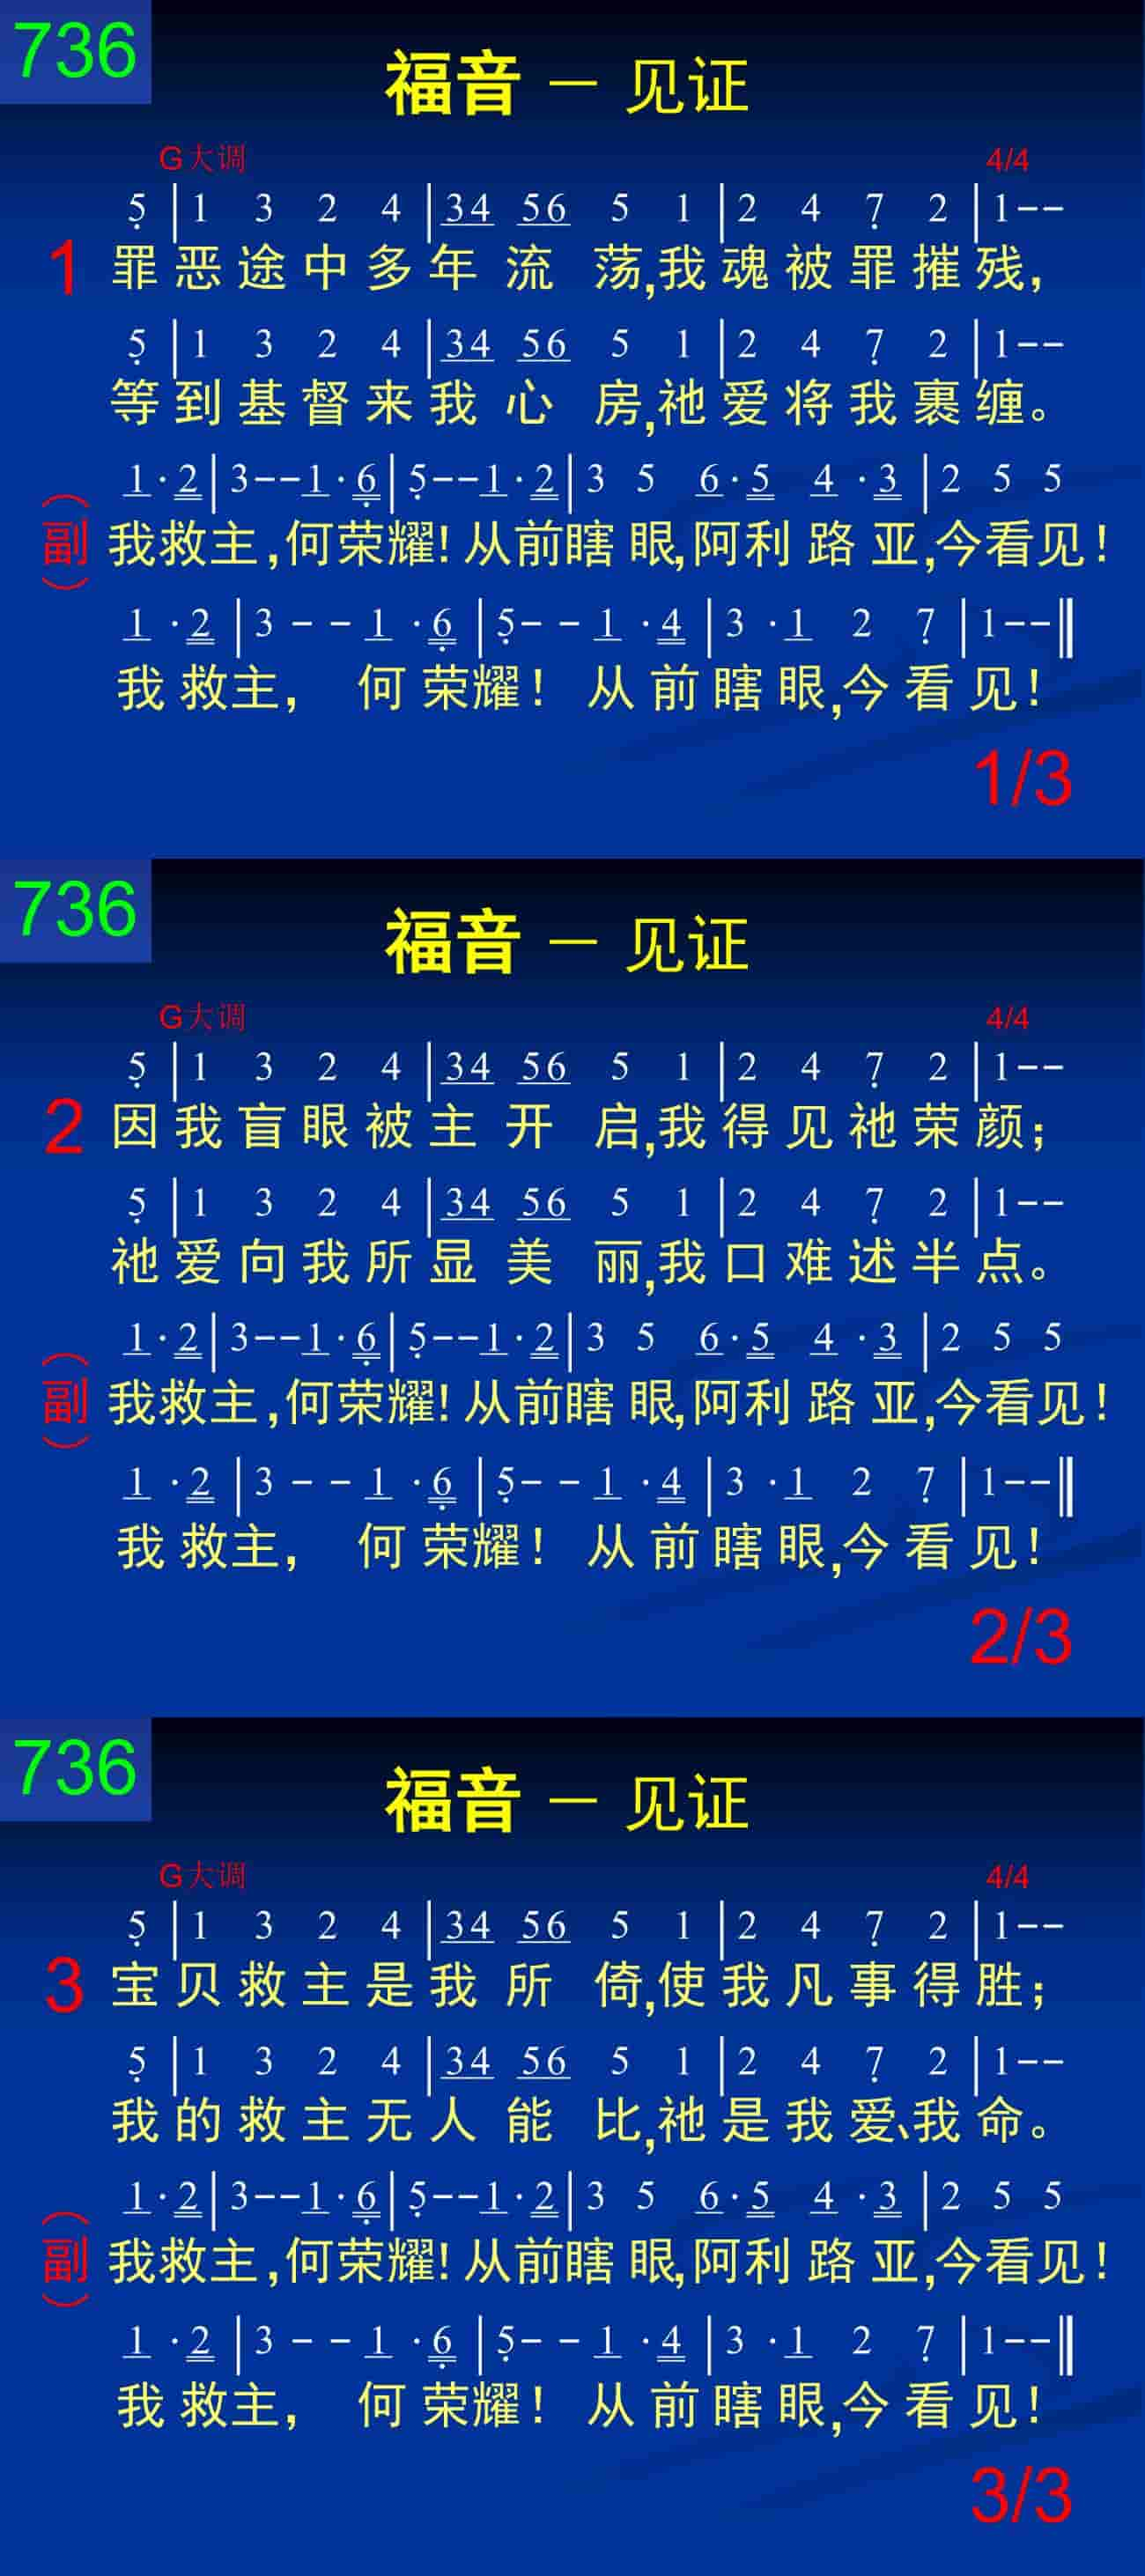 736
福音 — 见证
G大调 4/4
5 | 1 3 2 4 | 34 56 5 1 | 2 4 7 2 | 1--
1 罪恶途中多年流荡,我魂被罪摧残,
5 | 1 3 2 4 | 34 56 5 1 | 2 4 7 2 | 1--
等到基督来我心房,祂爱将我裹缠。
1·2 | 3--1·6 | 5--1·2 | 3 5 6·5 4·3 | 2 5 5
(副) 我救主,何荣耀!从前瞎眼,阿利路亚,今看见!
1·2 | 3--1·6 | 5--1·4 | 3·1 2 7 | 1--‖
我救主, 何荣耀! 从前瞎眼,今看见!
1/3
736
福音 — 见证
G大调 4/4
5 | 1 3 2 4 | 34 56 5 1 | 2 4 7 2 | 1--
2 因我盲眼被主开启,我得见祂荣颜;
5 | 1 3 2 4 | 34 56 5 1 | 2 4 7 2 | 1--
祂爱向我所显美丽,我口难述半点。
1·2 | 3--1·6 | 5--1·2 | 3 5 6·5 4·3 | 2 5 5
(副) 我救主,何荣耀!从前瞎眼,阿利路亚,今看见!
1·2 | 3--1·6 | 5--1·4 | 3·1 2 7 | 1--‖
我救主, 何荣耀! 从前瞎眼,今看见!
2/3
736
福音 — 见证
G大调 4/4
5 | 1 3 2 4 | 34 56 5 1 | 2 4 7 2 | 1--
3 宝贝救主是我所倚,使我凡事得胜;
5 | 1 3 2 4 | 34 56 5 1 | 2 4 7 2 | 1--
我的救主无人能比,祂是我爱、我命。
1·2 | 3--1·6 | 5--1·2 | 3 5 6·5 4·3 | 2 5 5
(副) 我救主,何荣耀!从前瞎眼,阿利路亚,今看见!
1·2 | 3--1·6 | 5--1·4 | 3·1 2 7 | 1--‖
我救主, 何荣耀! 从前瞎眼,今看见!
3/3